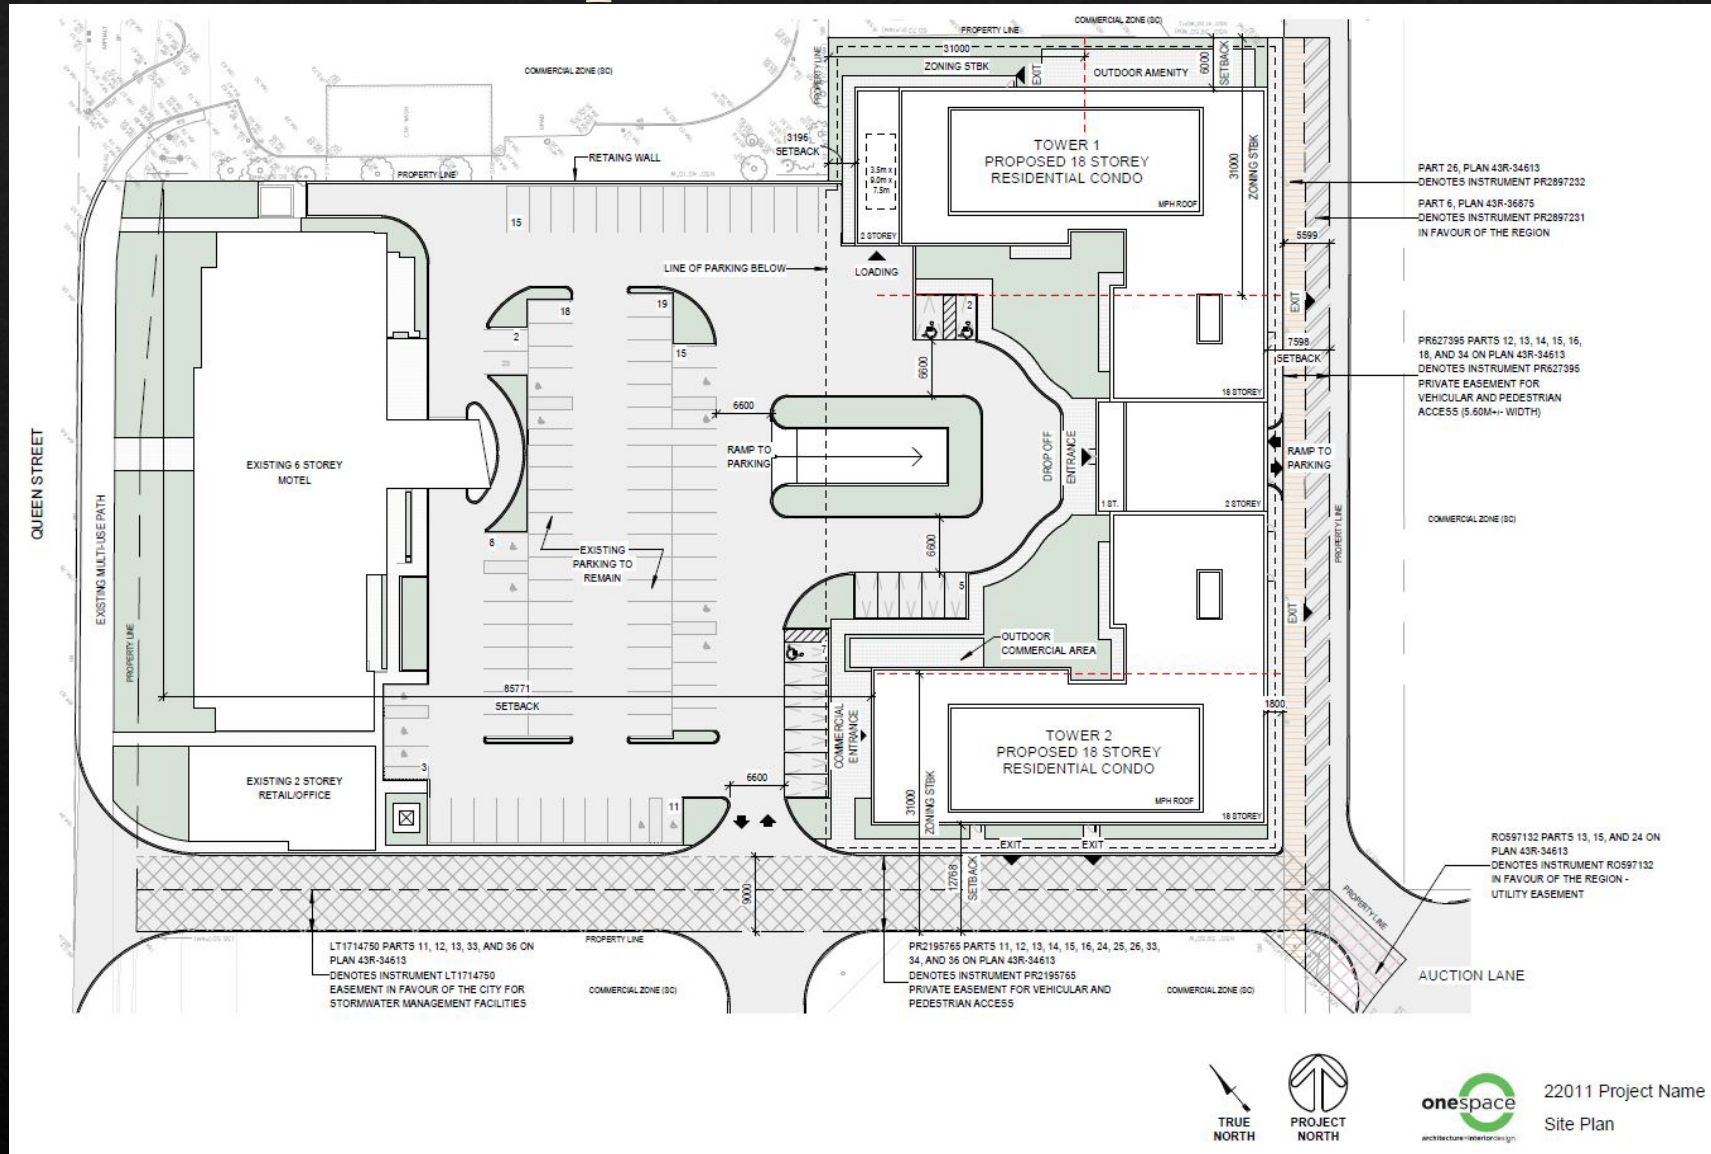 COMMERCIAL ZONE (SC)
PROPERTY LINE
31000
ZONING STBK
EXIT
OUTDOOR AMENITY
6000
SETBACK
COMMERCIAL ZONE (SC)
PROPERTY LINE
CAR WASH
3196
SETBACK
RETAING WALL
PROPERTY LINE
3.5m x
9.0m x
7.5m
2 STOREY
TOWER 1
PROPOSED 18 STOREY
RESIDENTIAL CONDO
MPH ROOF
31000
ZONING STBK
PART 26, PLAN 43R-34613
DENOTES INSTRUMENT PR2897232
PART 6, PLAN 43R-36875
DENOTES INSTRUMENT PR2897231
IN FAVOUR OF THE REGION
5599
15
LINE OF PARKING BELOW
LOADING
18
19
2
2
15
EXIT
7598
SETBACK
PR627395 PARTS 12, 13, 14, 15, 16,
18, AND 34 ON PLAN 43R-34613
DENOTES INSTRUMENT PR627395
PRIVATE EASEMENT FOR
VEHICULAR AND PEDESTRIAN
ACCESS (5.60M+/- WIDTH)
6600
18 STOREY
6600
QUEEN STREET
EXISTING MULTI-USE PATH
PROPERTY LINE
EXISTING 6 STOREY
MOTEL
RAMP TO
PARKING
DROP OFF
ENTRANCE
RAMP TO
PARKING
1 ST.
2 STOREY
PROPERTY LINE
COMMERCIAL ZONE (SC)
8
EXISTING
PARKING TO
REMAIN
6600
5
EXIT
OUTDOOR
COMMERCIAL AREA
7
85771
SETBACK
1800
COMMERCIAL
ENTRANCE
TOWER 2
PROPOSED 18 STOREY
RESIDENTIAL CONDO
MPH ROOF
18 STOREY
31000
ZONING STBK
3
EXISTING 2 STOREY
RETAIL/OFFICE
6600
11
EXIT
EXIT
9000
12768
SETBACK
RO597132 PARTS 13, 15, AND 24 ON
PLAN 43R-34613
DENOTES INSTRUMENT RO597132
IN FAVOUR OF THE REGION -
UTILITY EASEMENT
PROPERTY LINE
LT1714750 PARTS 11, 12, 13, 33, AND 36 ON
PLAN 43R-34613
DENOTES INSTRUMENT LT1714750
EASEMENT IN FAVOUR OF THE CITY FOR
STORMWATER MANAGEMENT FACILITIES
PROPERTY LINE
COMMERCIAL ZONE (SC)
PR2195765 PARTS 11, 12, 13, 14, 15, 16, 24, 25, 26, 33,
34, AND 36 ON PLAN 43R-34613
DENOTES INSTRUMENT PR2195765
PRIVATE EASEMENT FOR VEHICULAR AND
PEDESTRIAN ACCESS
COMMERCIAL ZONE (SC)
AUCTION LANE
TRUE
NORTH
PROJECT
NORTH
onespace
architecture+interiordesign
22011 Project Name
Site Plan